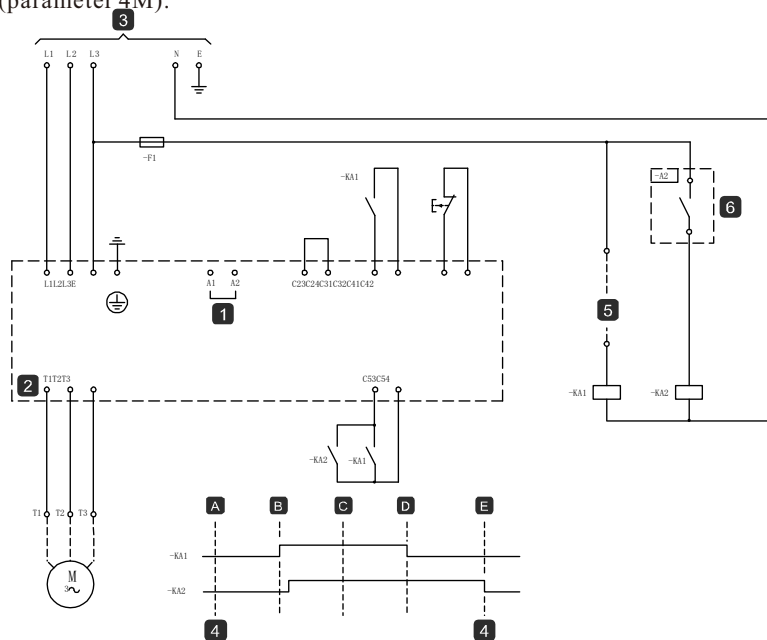 (parameter 4M).
3
L1 L2 L3 N E
-F1
-KA1
-A2
6
L1L2L3E
A1 A2
C23C24C31C32C41C42
1
5
2
T1T2T3
C53C54
-KA1
-KA2
-KA2
-KA1
A B C D E
T1 T2 T3
-KA1
M
3
-KA2
4 4